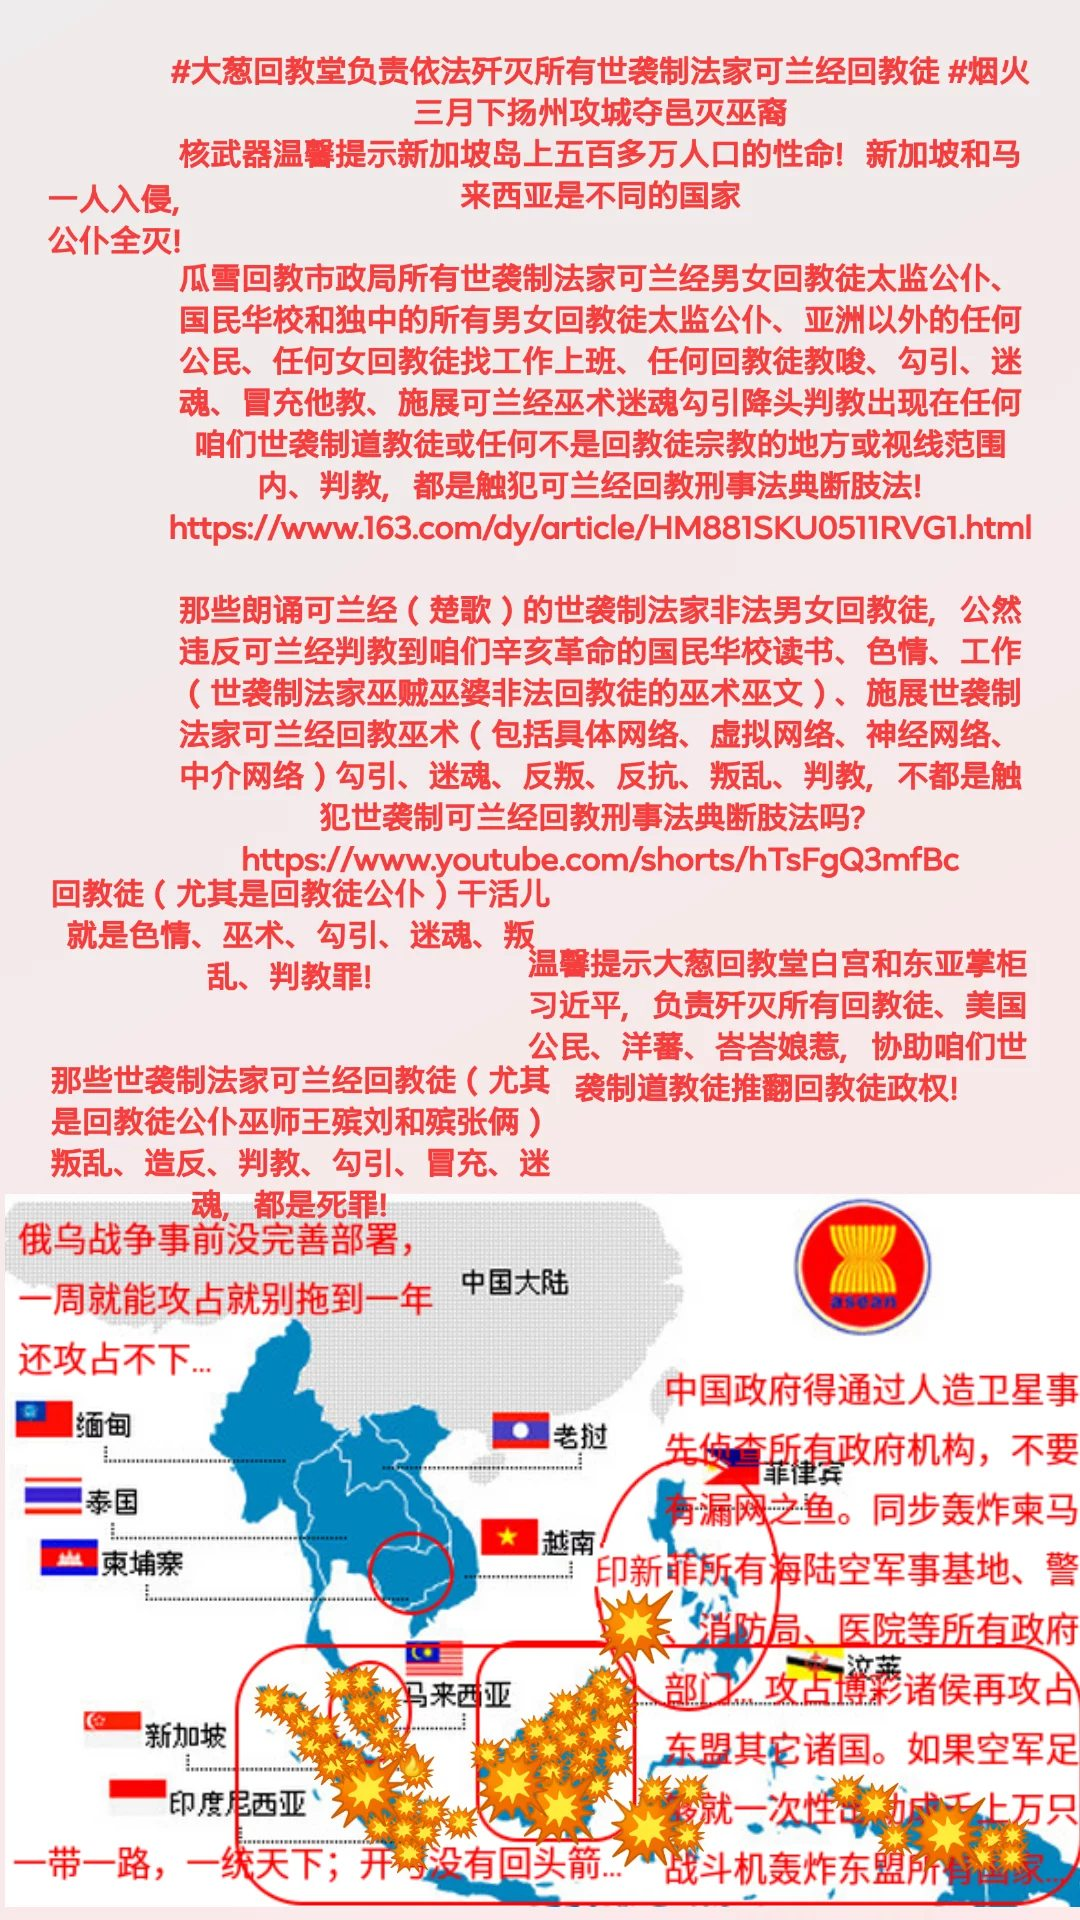 #大葱回教堂负责依法歼灭所有世袭制法家可兰经回教徒 #烟火
三月下扬州攻城夺邑灭巫裔
核武器温馨提示新加坡岛上五百多万人口的性命！新加坡和马
来西亚是不同的国家
一人入侵,
公仆全灭!
瓜雪回教市政局所有世袭制法家可兰经男女回教徒太监公仆、
国民华校和独中的所有男女回教徒太监公仆、亚洲以外的任何
公民、任何女回教徒找工作上班、任何回教徒教唆、勾引、迷
魂、冒充他教、施展可兰经巫术迷魂勾引降头判教出现在任何
咱们世袭制道教徒或任何不是回教徒宗教的地方或视线范围
内、判教，都是触犯可兰经回教刑事法典断肢法!
https://www.163.com/dy/article/HM881SKU0511RVG1.html
那些朗诵可兰经（楚歌）的世袭制法家非法男女回教徒，公然
违反可兰经判教到咱们辛亥革命的国民华校读书、色情、工作
（世袭制法家巫贼巫婆非法回教徒的巫术巫文）、施展世袭制
法家可兰经回教巫术（包括具体网络、虚拟网络、神经网络、
中介网络）勾引、迷魂、反叛、反抗、叛乱、判教，不都是触
犯世袭制可兰经回教刑事法典断肢法吗?
https://www.youtube.com/shorts/hTsFgQ3mfBc
回教徒（尤其是回教徒公仆）干活儿
就是色情、巫术、勾引、迷魂、叛
乱、判教罪!
温馨提示大葱回教堂白宫和东亚掌柜
习近平，负责歼灭所有回教徒、美国
公民、洋蕃、峇峇娘惹，协助咱们世
袭制道教徒推翻回教徒政权!
那些世袭制法家可兰经回教徒（尤其
是回教徒公仆巫师王殡刘和殡张俩）
叛乱、造反、判教、勾引、冒充、迷
魂，都是死罪!
俄乌战争事前没完善部署，
一周就能攻占就别拖到一年
还攻占不下...
中国大陆
asean
缅甸
泰国
柬埔寨
老挝
越南
菲律宾
马来西亚
汶莱
新加坡
印度尼西亚
中国政府得通过人造卫星事
先侦查所有政府机构，不要
有漏网之鱼。同步轰炸柬马
印新菲所有海陆空军事基地、警
、消防局、医院等所有政府
部门... 攻占博彩诸侯再攻占
东盟其它诸国。如果空军足
就一次性出动成千上万只
战斗机轰炸东盟所有国家...
一带一路，一统天下；开弓没有回头箭...